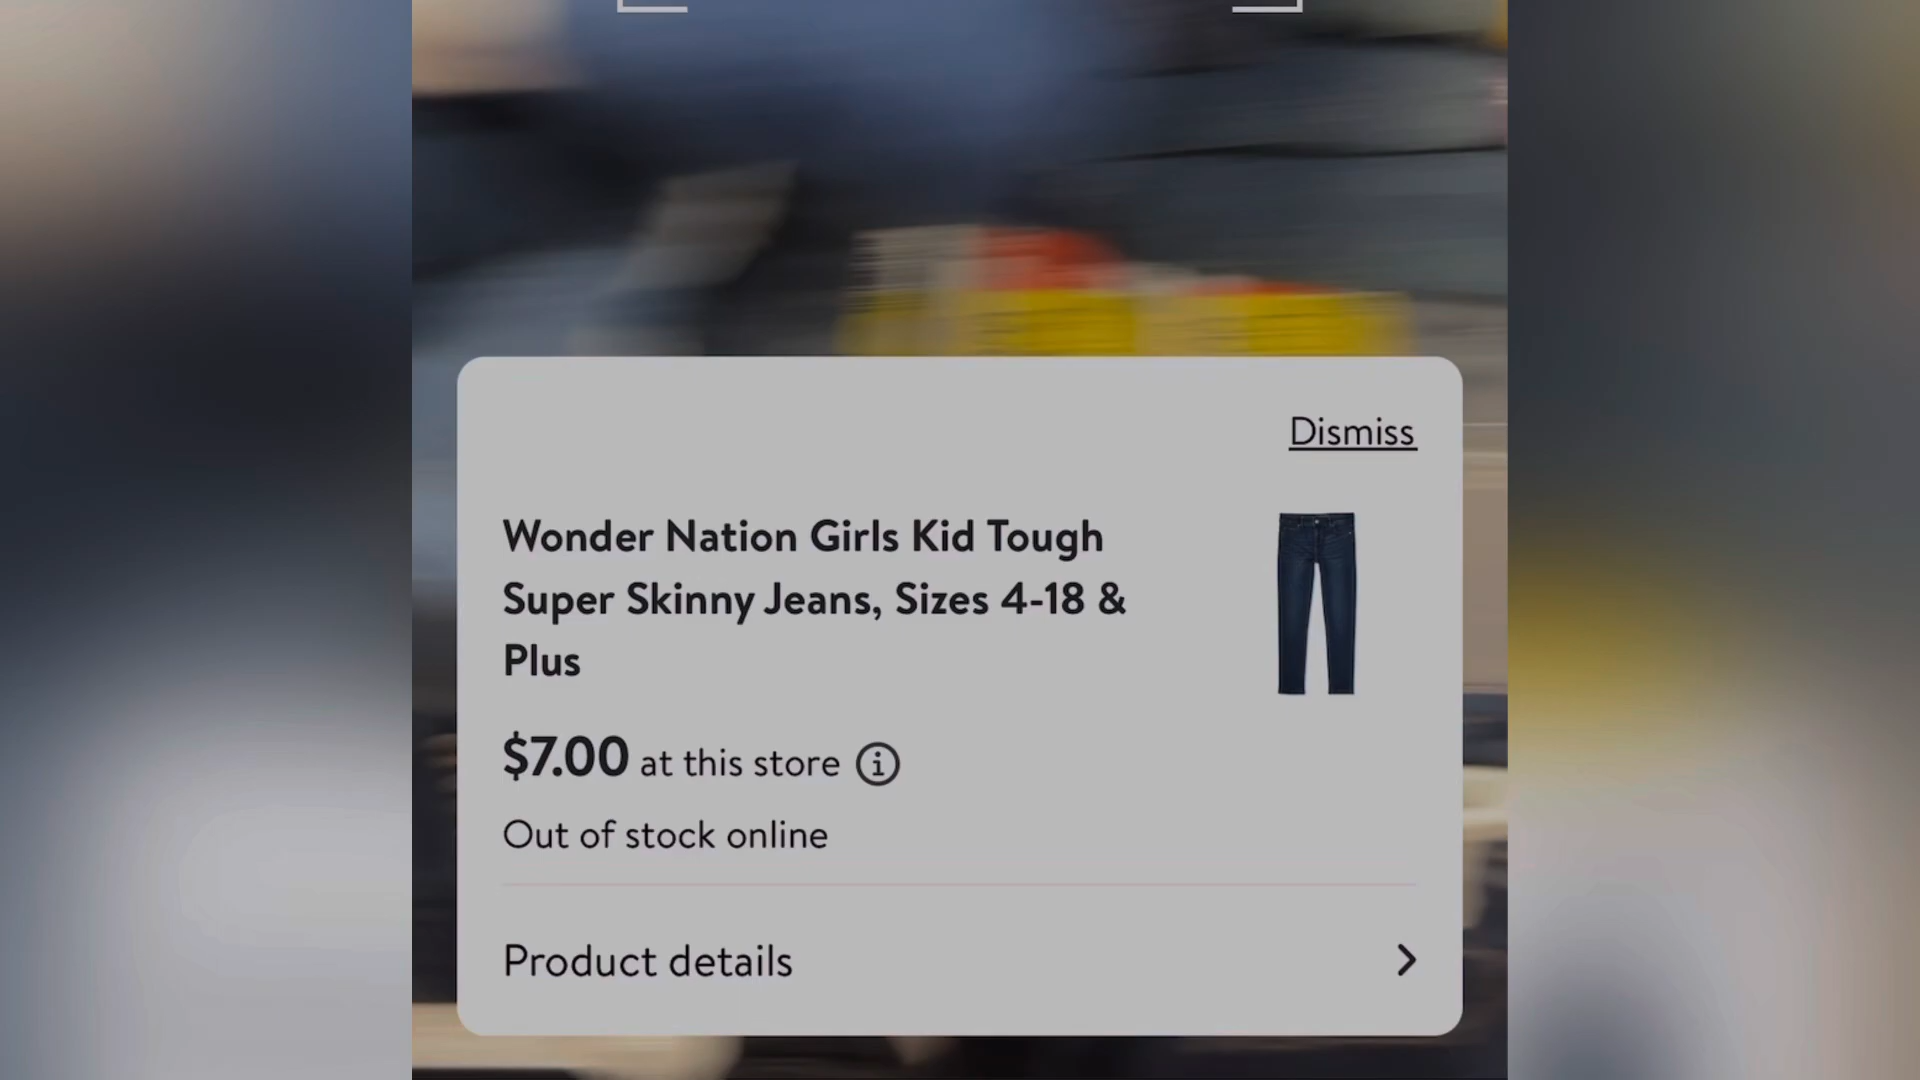 Dismiss
Wonder Nation Girls Kid Tough
Super Skinny Jeans, Sizes 4-18 &
Plus
$7.00 at this store
Out of stock online
Product details